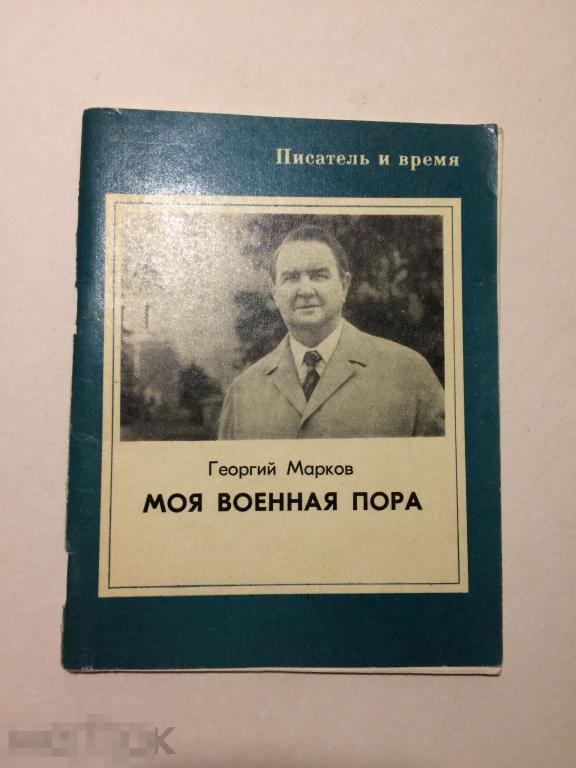 Писатель и время
Георгий Марков
МОЯ ВОЕННАЯ ПОРА